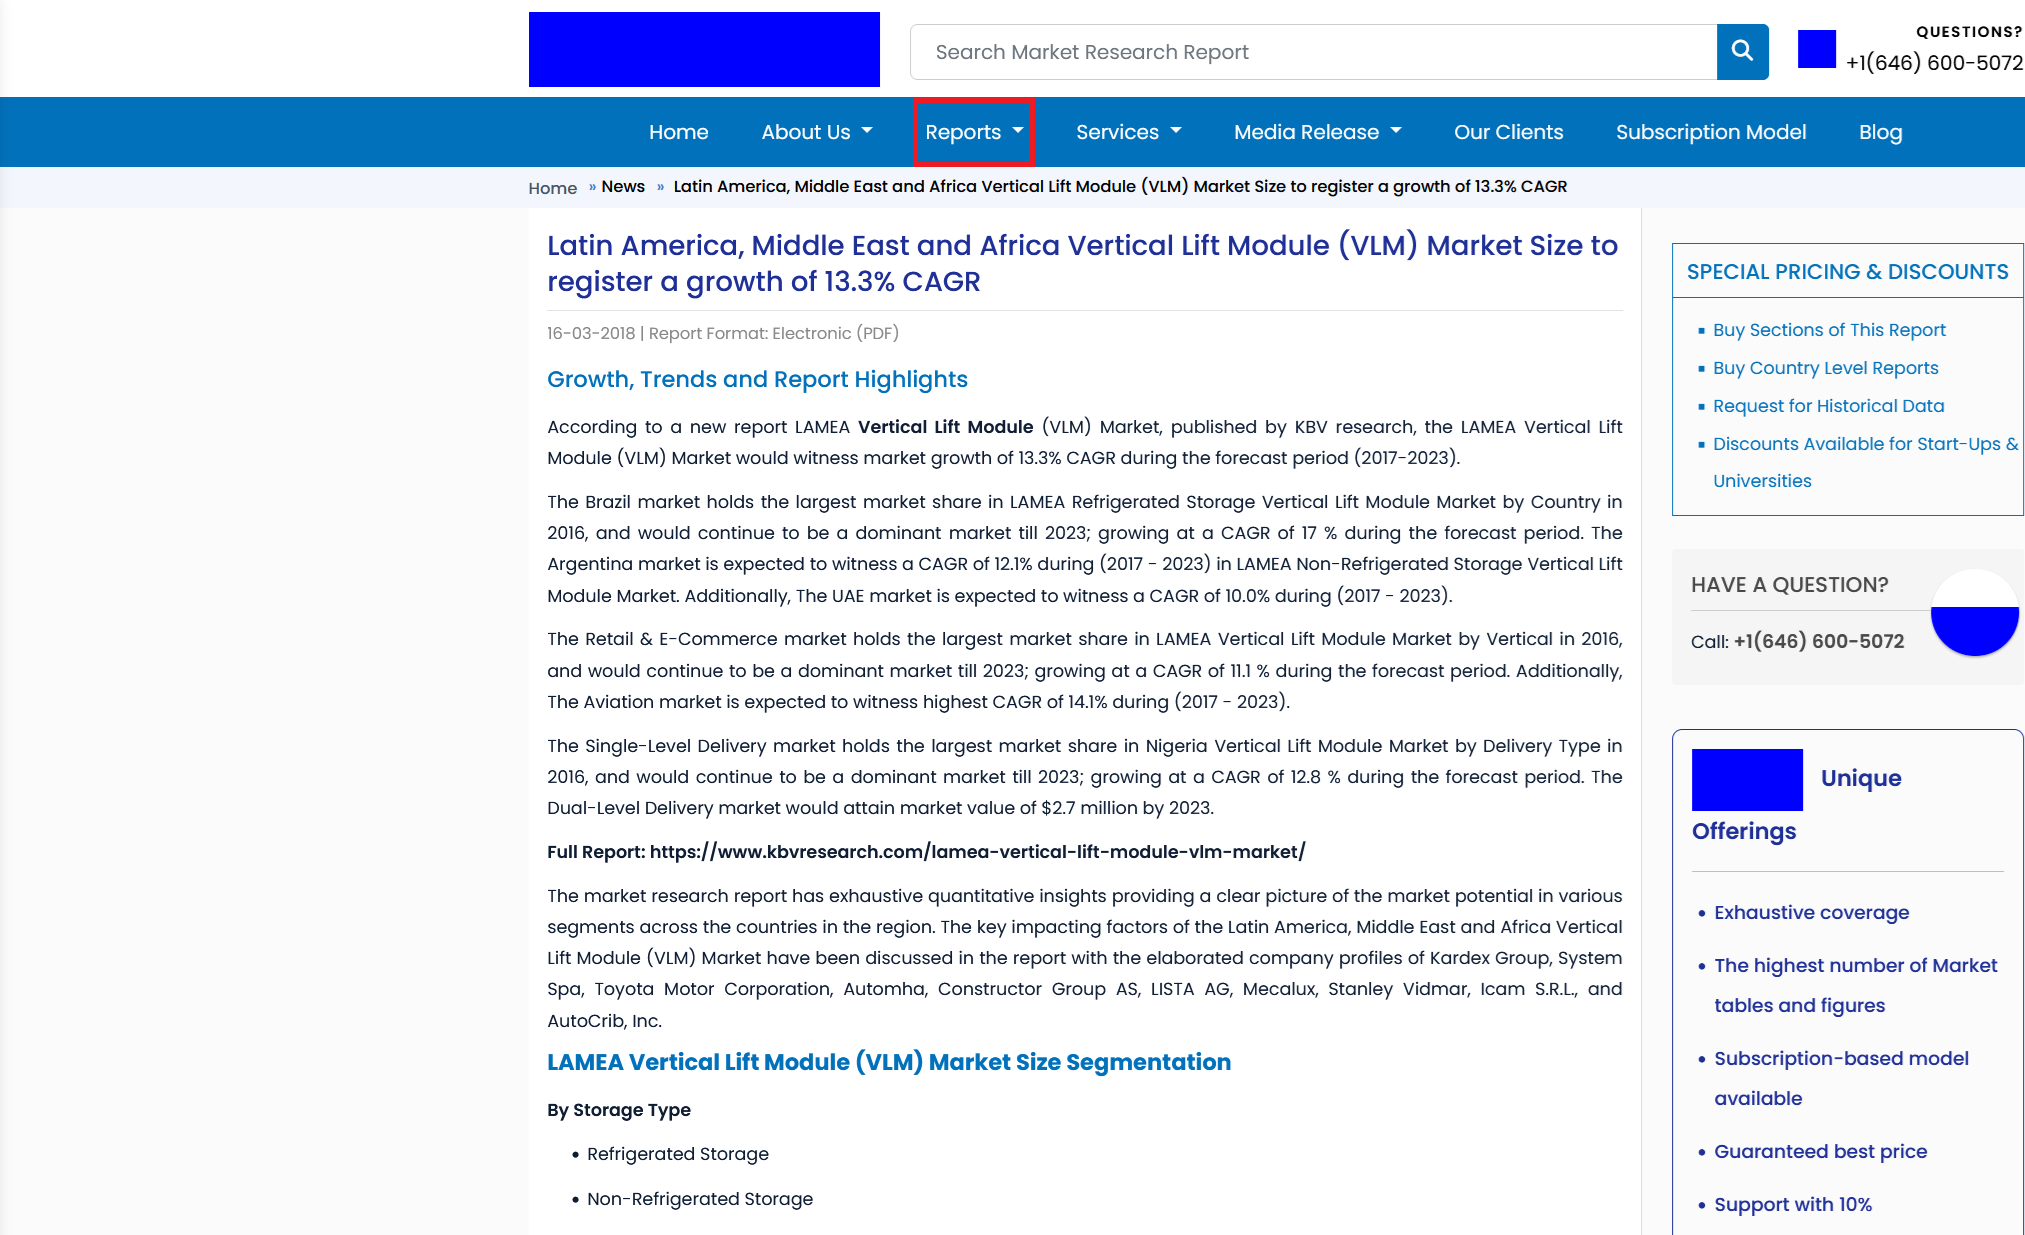 Search Market Research Report
QUESTIONS?
+1(646) 600-5072
Home About Us Reports Services Media Release Our Clients Subscription Model Blog
Home » News » Latin America, Middle East and Africa Vertical Lift Module (VLM) Market Size to register a growth of 13.3% CAGR
Latin America, Middle East and Africa Vertical Lift Module (VLM) Market Size to
register a growth of 13.3% CAGR
16-03-2018 | Report Format: Electronic (PDF)
Growth, Trends and Report Highlights
According to a new report LAMEA Vertical Lift Module (VLM) Market, published by KBV research, the LAMEA Vertical Lift
Module (VLM) Market would witness market growth of 13.3% CAGR during the forecast period (2017-2023).
The Brazil market holds the largest market share in LAMEA Refrigerated Storage Vertical Lift Module Market by Country in
2016, and would continue to be a dominant market till 2023; growing at a CAGR of 17 % during the forecast period. The
Argentina market is expected to witness a CAGR of 12.1% during (2017 - 2023) in LAMEA Non-Refrigerated Storage Vertical Lift
Module Market. Additionally, The UAE market is expected to witness a CAGR of 10.0% during (2017 - 2023).
The Retail & E-Commerce market holds the largest market share in LAMEA Vertical Lift Module Market by Vertical in 2016,
and would continue to be a dominant market till 2023; growing at a CAGR of 11.1 % during the forecast period. Additionally,
The Aviation market is expected to witness highest CAGR of 14.1% during (2017 - 2023).
The Single-Level Delivery market holds the largest market share in Nigeria Vertical Lift Module Market by Delivery Type in
2016, and would continue to be a dominant market till 2023; growing at a CAGR of 12.8 % during the forecast period. The
Dual-Level Delivery market would attain market value of $2.7 million by 2023.
Full Report: https://www.kbvresearch.com/lamea-vertical-lift-module-vlm-market/
The market research report has exhaustive quantitative insights providing a clear picture of the market potential in various
segments across the countries in the region. The key impacting factors of the Latin America, Middle East and Africa Vertical
Lift Module (VLM) Market have been discussed in the report with the elaborated company profiles of Kardex Group, System
Spa, Toyota Motor Corporation, Automha, Constructor Group AS, LISTA AG, Mecalux, Stanley Vidmar, Icam S.R.L., and
AutoCrib, Inc.
LAMEA Vertical Lift Module (VLM) Market Size Segmentation
By Storage Type
• Refrigerated Storage
• Non-Refrigerated Storage
SPECIAL PRICING & DISCOUNTS
Buy Sections of This Report
Buy Country Level Reports
Request for Historical Data
Discounts Available for Start-Ups &
Universities
HAVE A QUESTION?
Call: +1(646) 600-5072
Unique
Offerings
• Exhaustive coverage
• The highest number of Market
tables and figures
• Subscription-based model
available
• Guaranteed best price
• Support with 10%